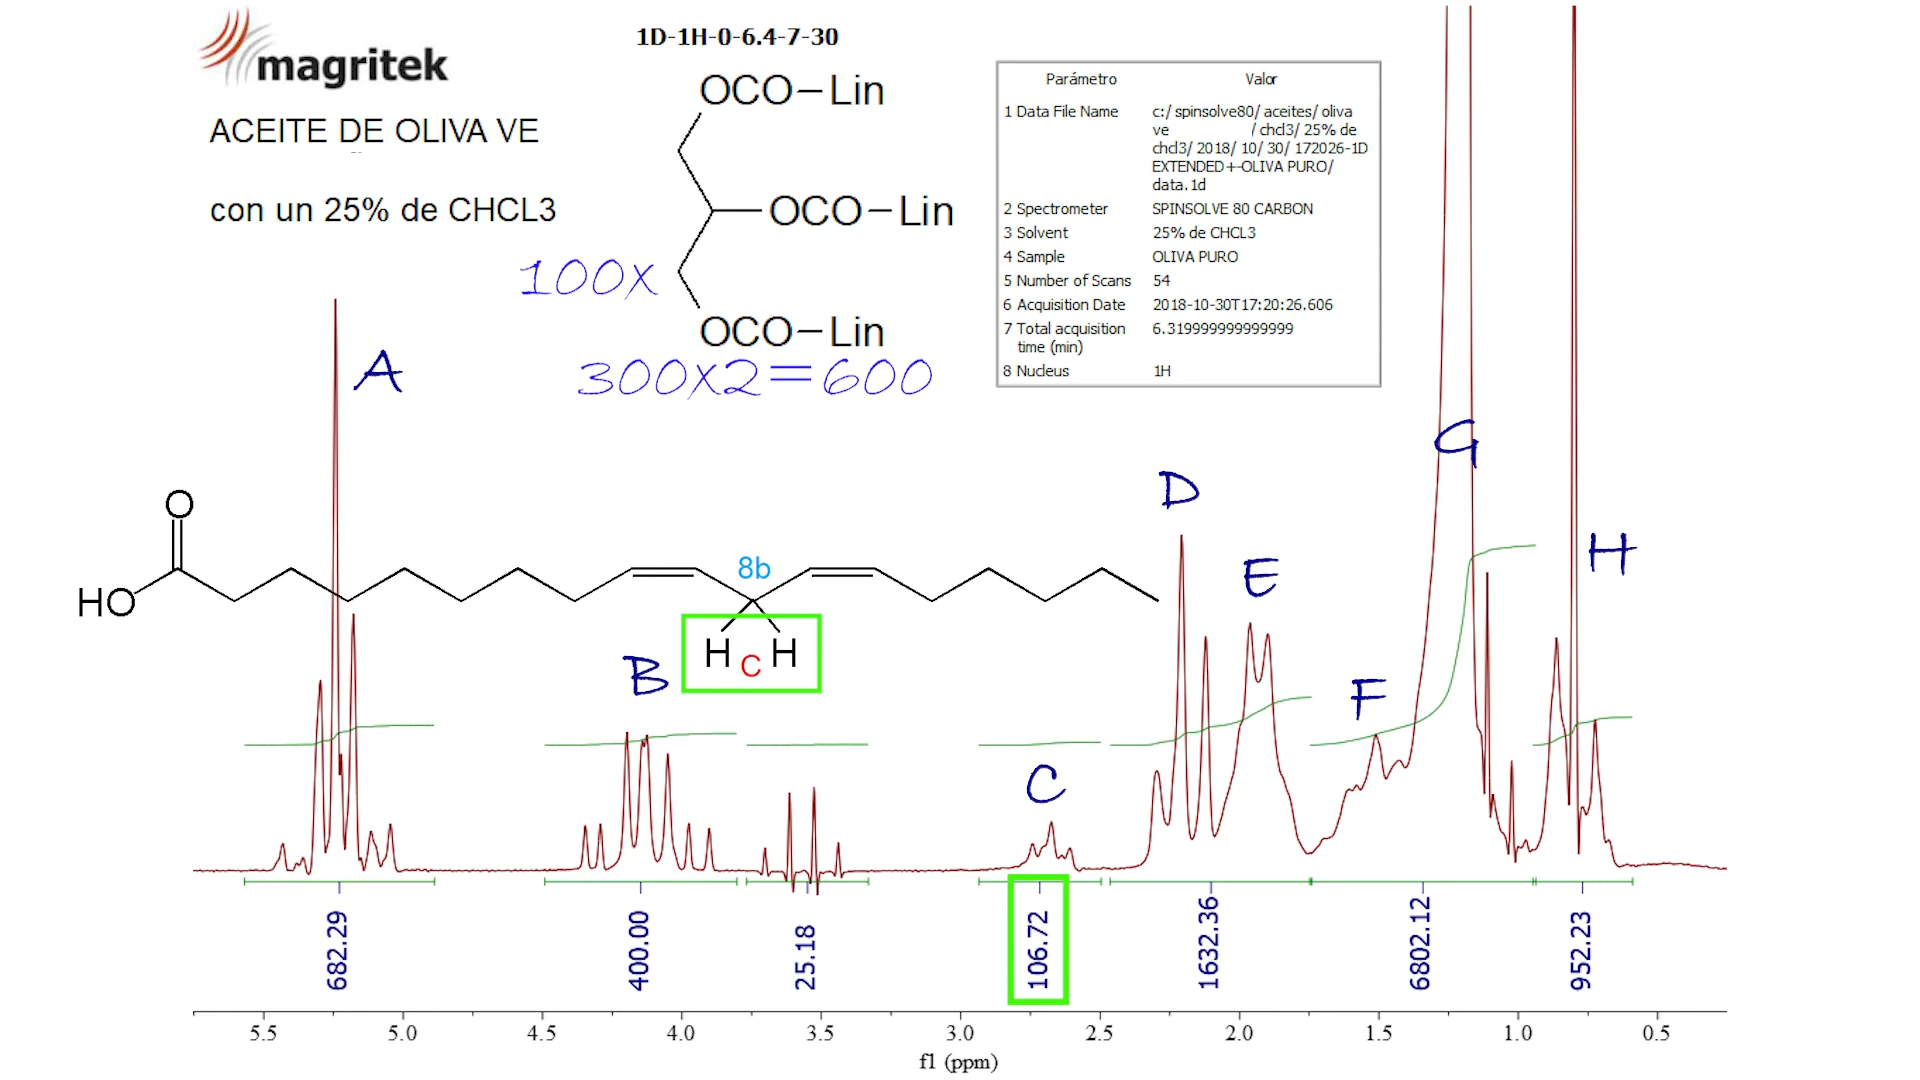 magritek
ACEITE DE OLIVA VE
con un 25% de CHCL3
1D-1H-0-6.4-7-30
OCO–Lin
OCO–Lin
100x
OCO–Lin
300x2=600
Parámetro Valor
1 Data File Name c:/ spinsolve80/ aceites/ oliva
ve / chcl3/ 25% de
chcl3/ 2018/ 10/ 30/ 172026-1D
EXTENDED+-OLIVA PURO/
data.1d
2 Spectrometer SPINSOLVE 80 CARBON
3 Solvent 25% de CHCL3
4 Sample OLIVA PURO
5 Number of Scans 54
6 Acquisition Date 2018-10-30T17:20:26.606
7 Total acquisition 6.319999999999999
time (min)
8 Nucleus 1H
A
G
D
O
H
E
8b
HO
H C H
B
F
C
682.29
400.00
25.18
106.72
1632.36
6802.12
952.23
5.5 5.0 4.5 4.0 3.5 3.0 2.5 2.0 1.5 1.0 0.5
f1 (ppm)